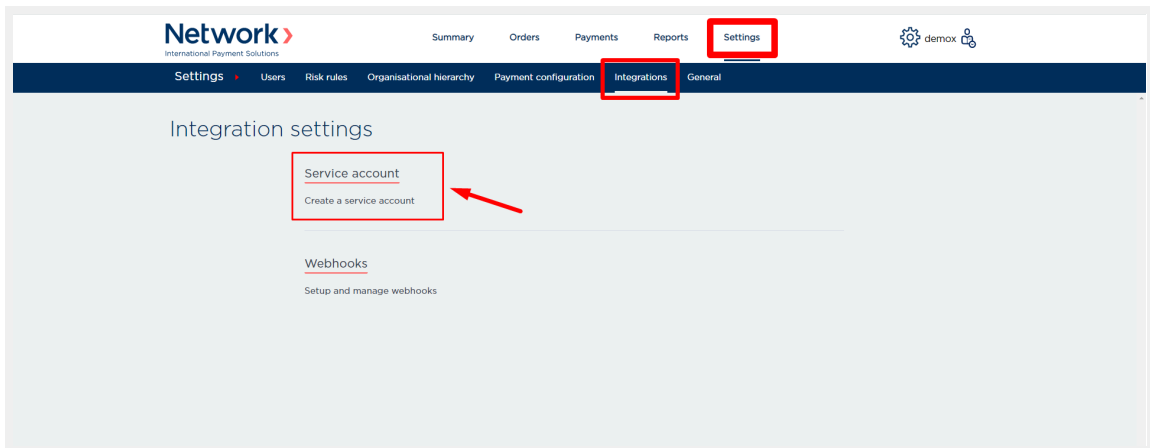 Network
International Payment Solutions
Summary Orders Payments Reports Settings
demox
Settings Users Risk rules Organisational hierarchy Payment configuration Integrations General
Integration settings
Service account
Create a service account
Webhooks
Setup and manage webhooks